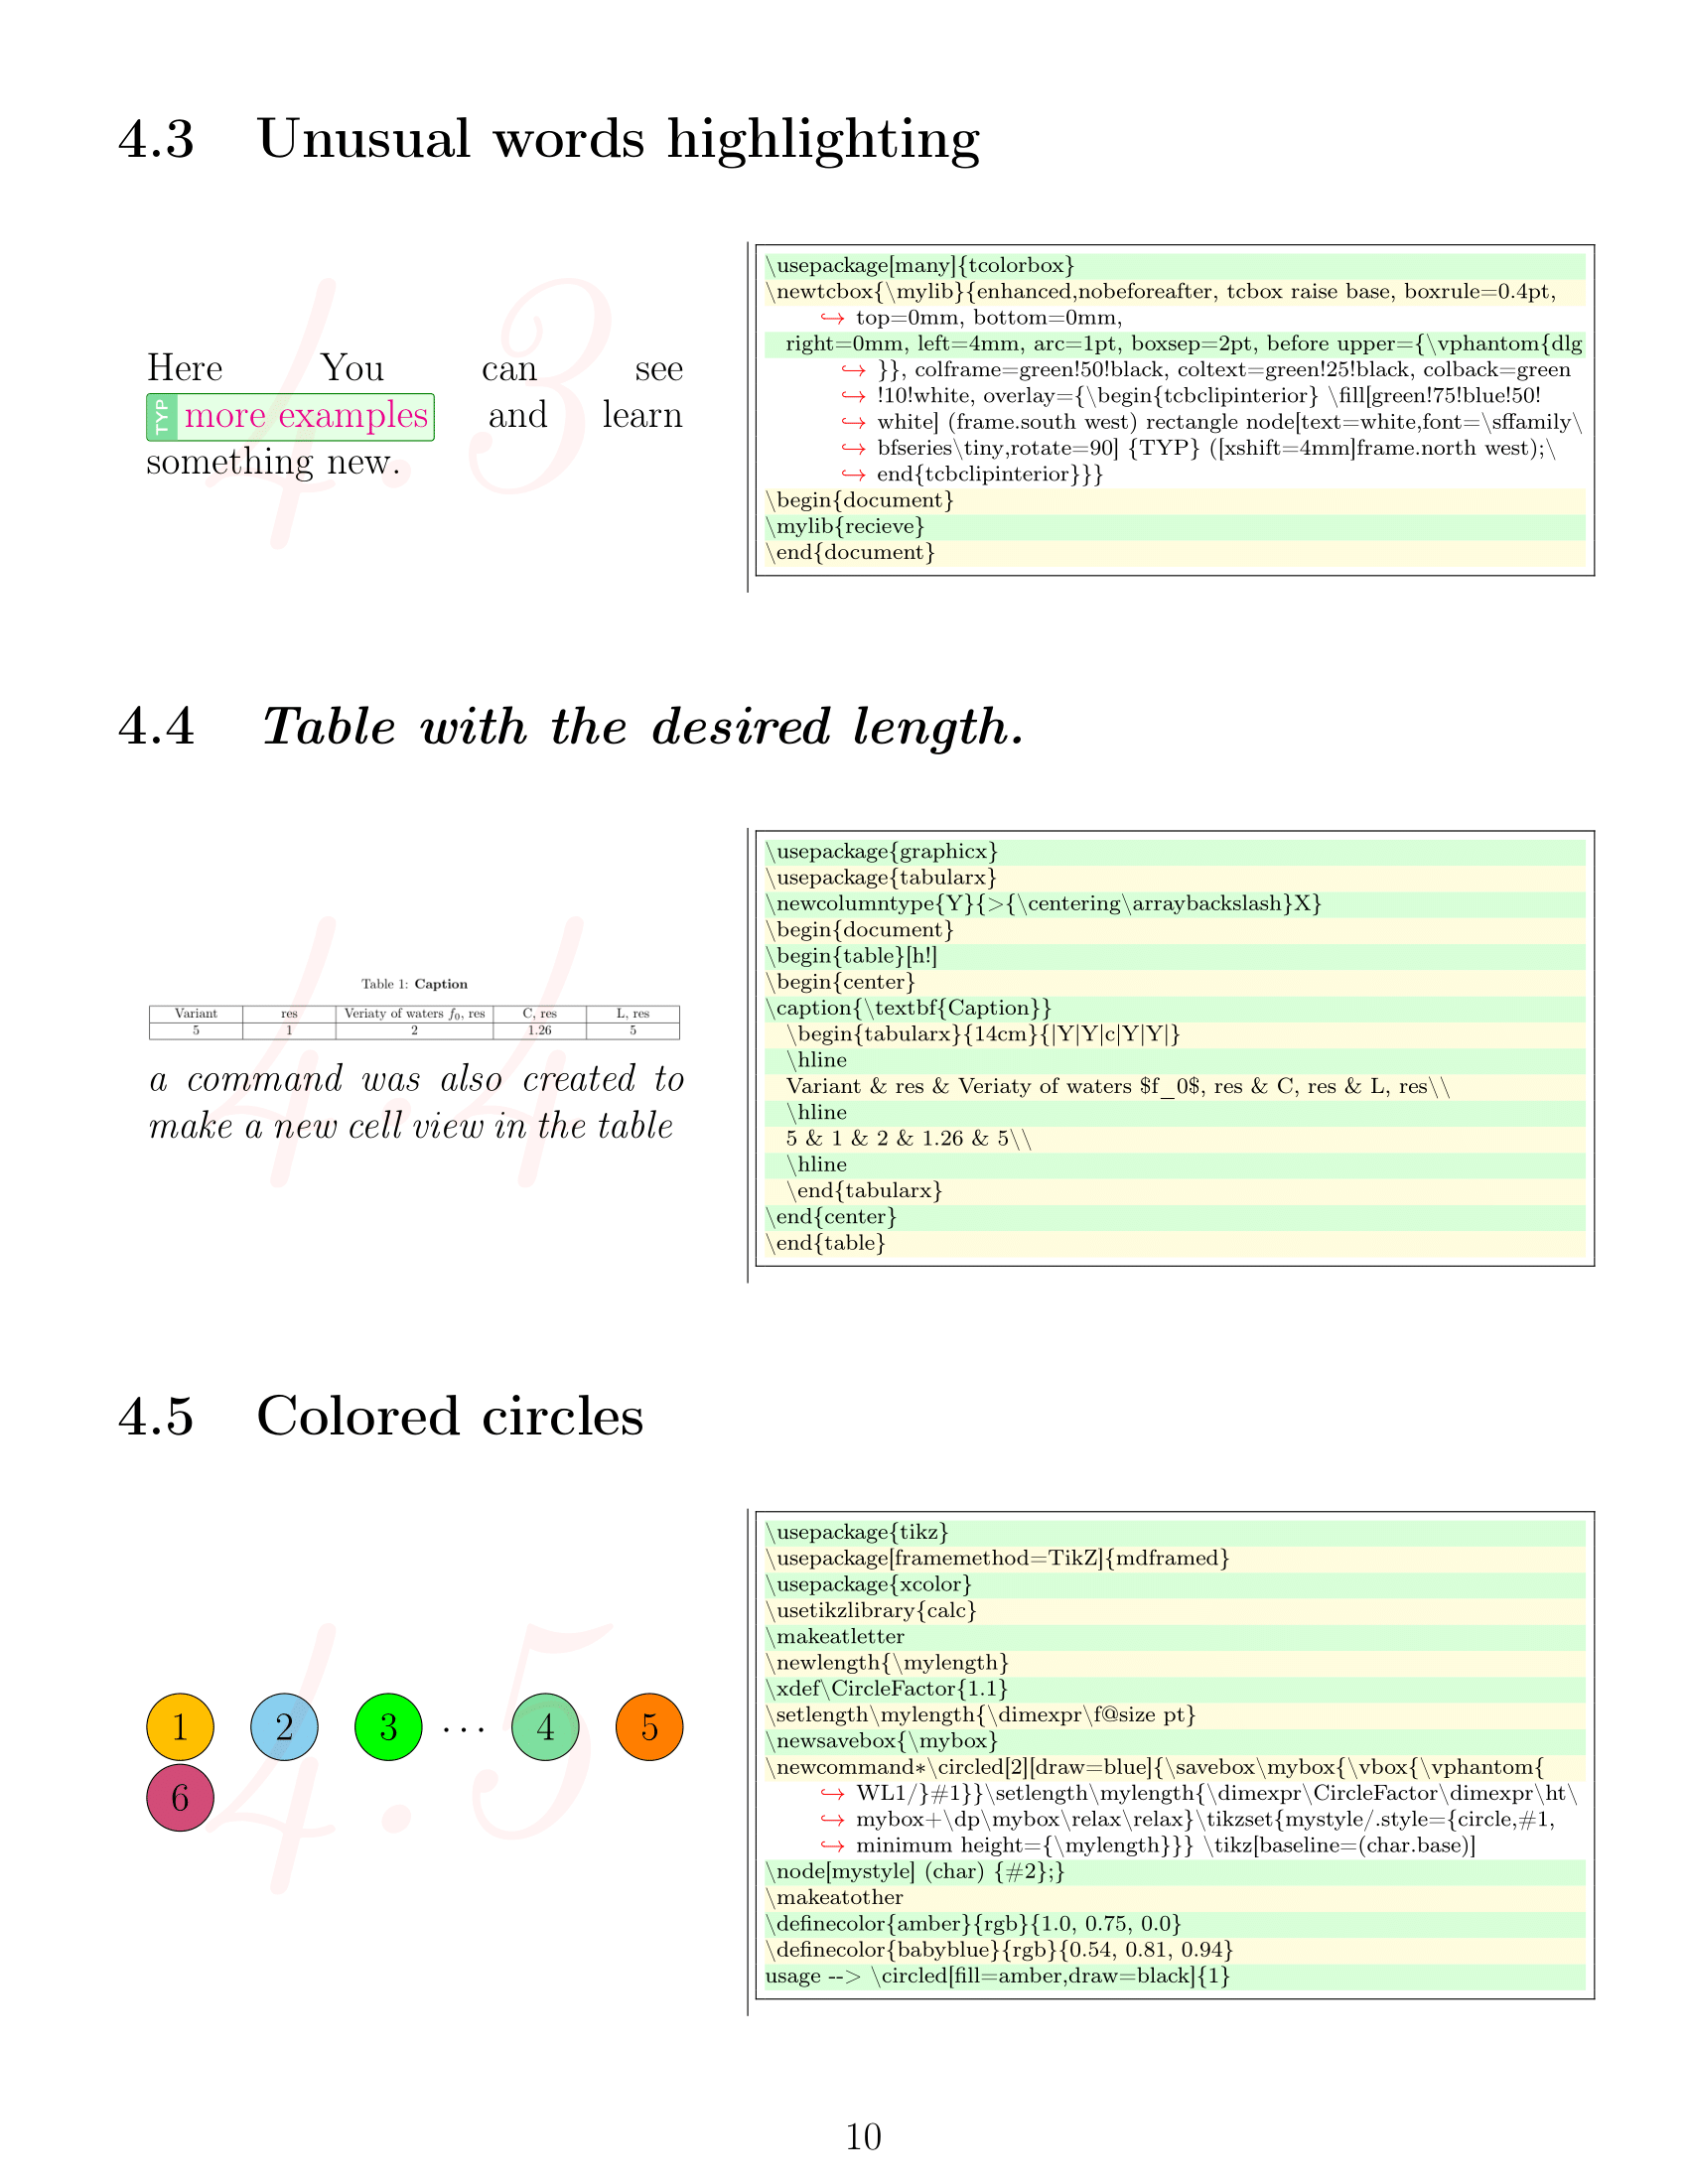 4.3 Unusual words highlighting
4.3
Here You can see
TYP more examples and learn
something new.
\usepackage[many]{tcolorbox}
\newtcbox{\mylib}{enhanced,nobeforeafter, tcbox raise base, boxrule=0.4pt,
↪ top=0mm, bottom=0mm,
right=0mm, left=4mm, arc=1pt, boxsep=2pt, before upper={\vphantom{dlg
↪ }}, colframe=green!50!black, coltext=green!25!black, colback=green
↪ !10!white, overlay={\begin{tcbclipinterior} \fill[green!75!blue!50!
↪ white] (frame.south west) rectangle node[text=white,font=\sffamily\
↪ bfseries\tiny,rotate=90] {TYP} ([xshift=4mm]frame.north west);\
↪ end{tcbclipinterior}}}
\begin{document}
\mylib{recieve}
\end{document}
4.4 Table with the desired length.
4.4
Table 1: Caption
Variant res Veriaty of waters f₀, res C, res L, res
5 1 2 1.26 5
a command was also created to
make a new cell view in the table
\usepackage{graphicx}
\usepackage{tabularx}
\newcolumntype{Y}{>{\centering\arraybackslash}X}
\begin{document}
\begin{table}[h!]
\begin{center}
\caption{\textbf{Caption}}
\begin{tabularx}{14cm}{|Y|Y|c|Y|Y|}
\hline
Variant & res & Veriaty of waters $f_0$, res & C, res & L, res\\
\hline
5 & 1 & 2 & 1.26 & 5\\
\hline
\end{tabularx}
\end{center}
\end{table}
4.5 Colored circles
4.5
1 2 3 ··· 4 5
6
\usepackage{tikz}
\usepackage[framemethod=TikZ]{mdframed}
\usepackage{xcolor}
\usetikzlibrary{calc}
\makeatletter
\newlength{\mylength}
\xdef\CircleFactor{1.1}
\setlength\mylength{\dimexpr\f@size pt}
\newsavebox{\mybox}
\newcommand*\circled[2][draw=blue]{\savebox\mybox{\vbox{\vphantom{
↪ WL1/}#1}}\setlength\mylength{\dimexpr\CircleFactor\dimexpr\ht\
↪ mybox+\dp\mybox\relax\relax}\tikzset{mystyle/.style={circle,#1,
↪ minimum height={\mylength}}} \tikz[baseline=(char.base)]
\node[mystyle] (char) {#2};}
\makeatother
\definecolor{amber}{rgb}{1.0, 0.75, 0.0}
\definecolor{babyblue}{rgb}{0.54, 0.81, 0.94}
usage --> \circled[fill=amber,draw=black]{1}
10